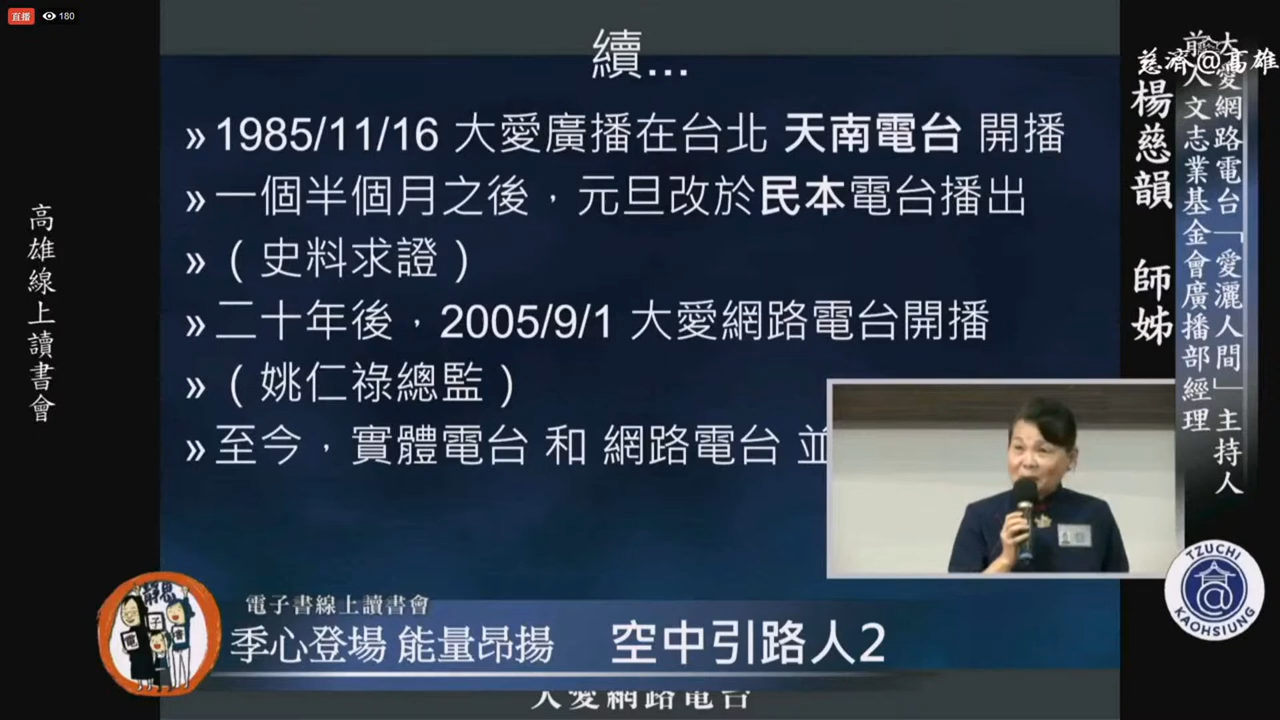 直播 180
續...
» 1985/11/16 大愛廣播在台北 天南電台 開播
» 一個半個月之後，元旦改於民本電台播出
» （史料求證）
» 二十年後，2005/9/1 大愛網路電台開播
» （姚仁祿總監）
» 至今，實體電台 和 網路電台 並
高雄線上讀書會
慈濟@高雄
大愛網路電台「愛灑人間」主持人
前人文志業基金會廣播部經理
楊慈韻 師姊
TZUCHI
@
KAOHSIUNG
靜思
電子書線上讀書會
季心登場 能量昂揚
空中引路人2
大愛網路電台